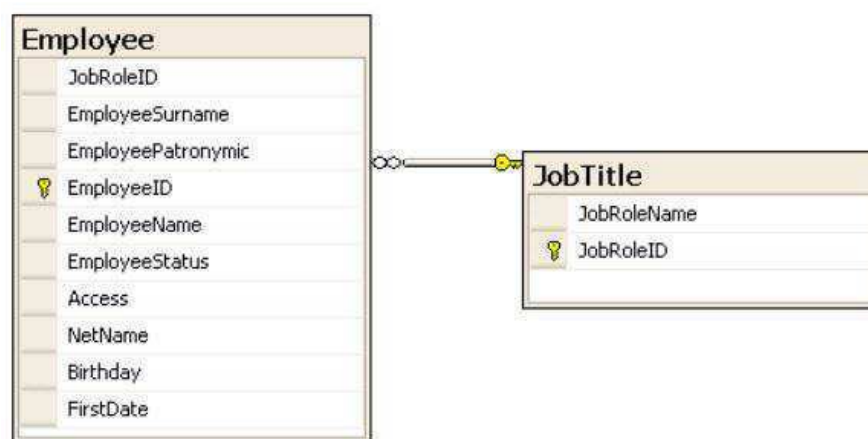 Employee
JobRoleID
EmployeeSurname
EmployeePatronymic
EmployeeID
EmployeeName
EmployeeStatus
Access
NetName
Birthday
FirstDate
JobTitle
JobRoleName
JobRoleID